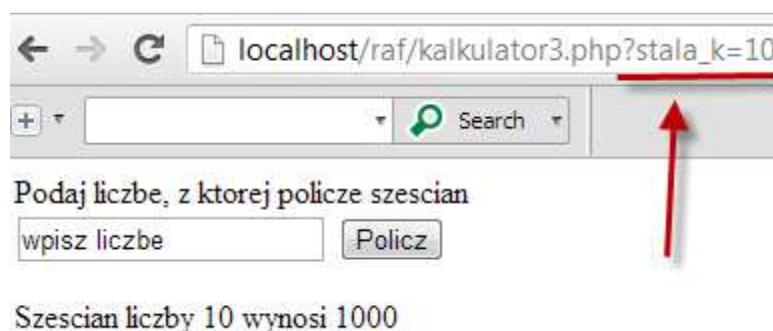 localhost/raf/kalkulator3.php?stala_k=10
Search
Podaj liczbe, z ktorej policze szescian
wpisz liczbe
Policz
Szescian liczby 10 wynosi 1000